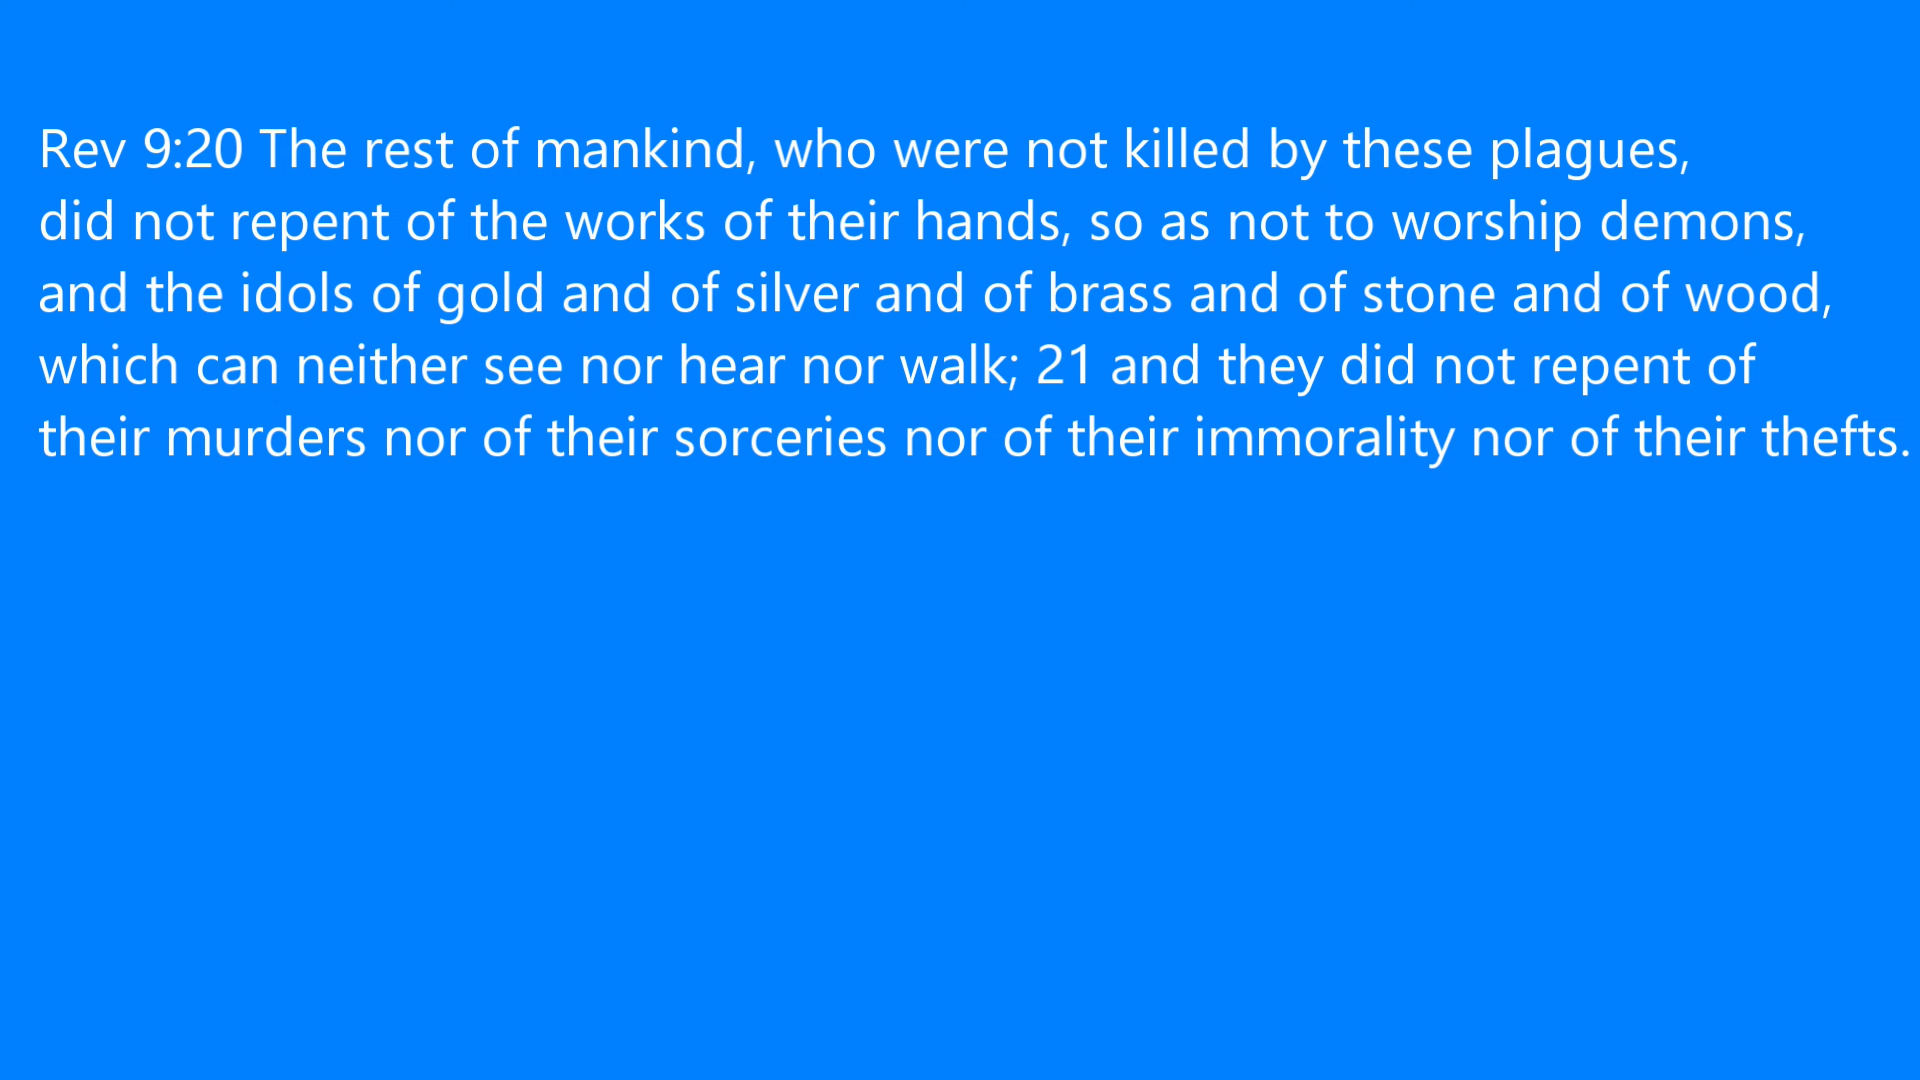 Rev 9:20 The rest of mankind, who were not killed by these plagues,
did not repent of the works of their hands, so as not to worship demons,
and the idols of gold and of silver and of brass and of stone and of wood,
which can neither see nor hear nor walk; 21 and they did not repent of
their murders nor of their sorceries nor of their immorality nor of their thefts.